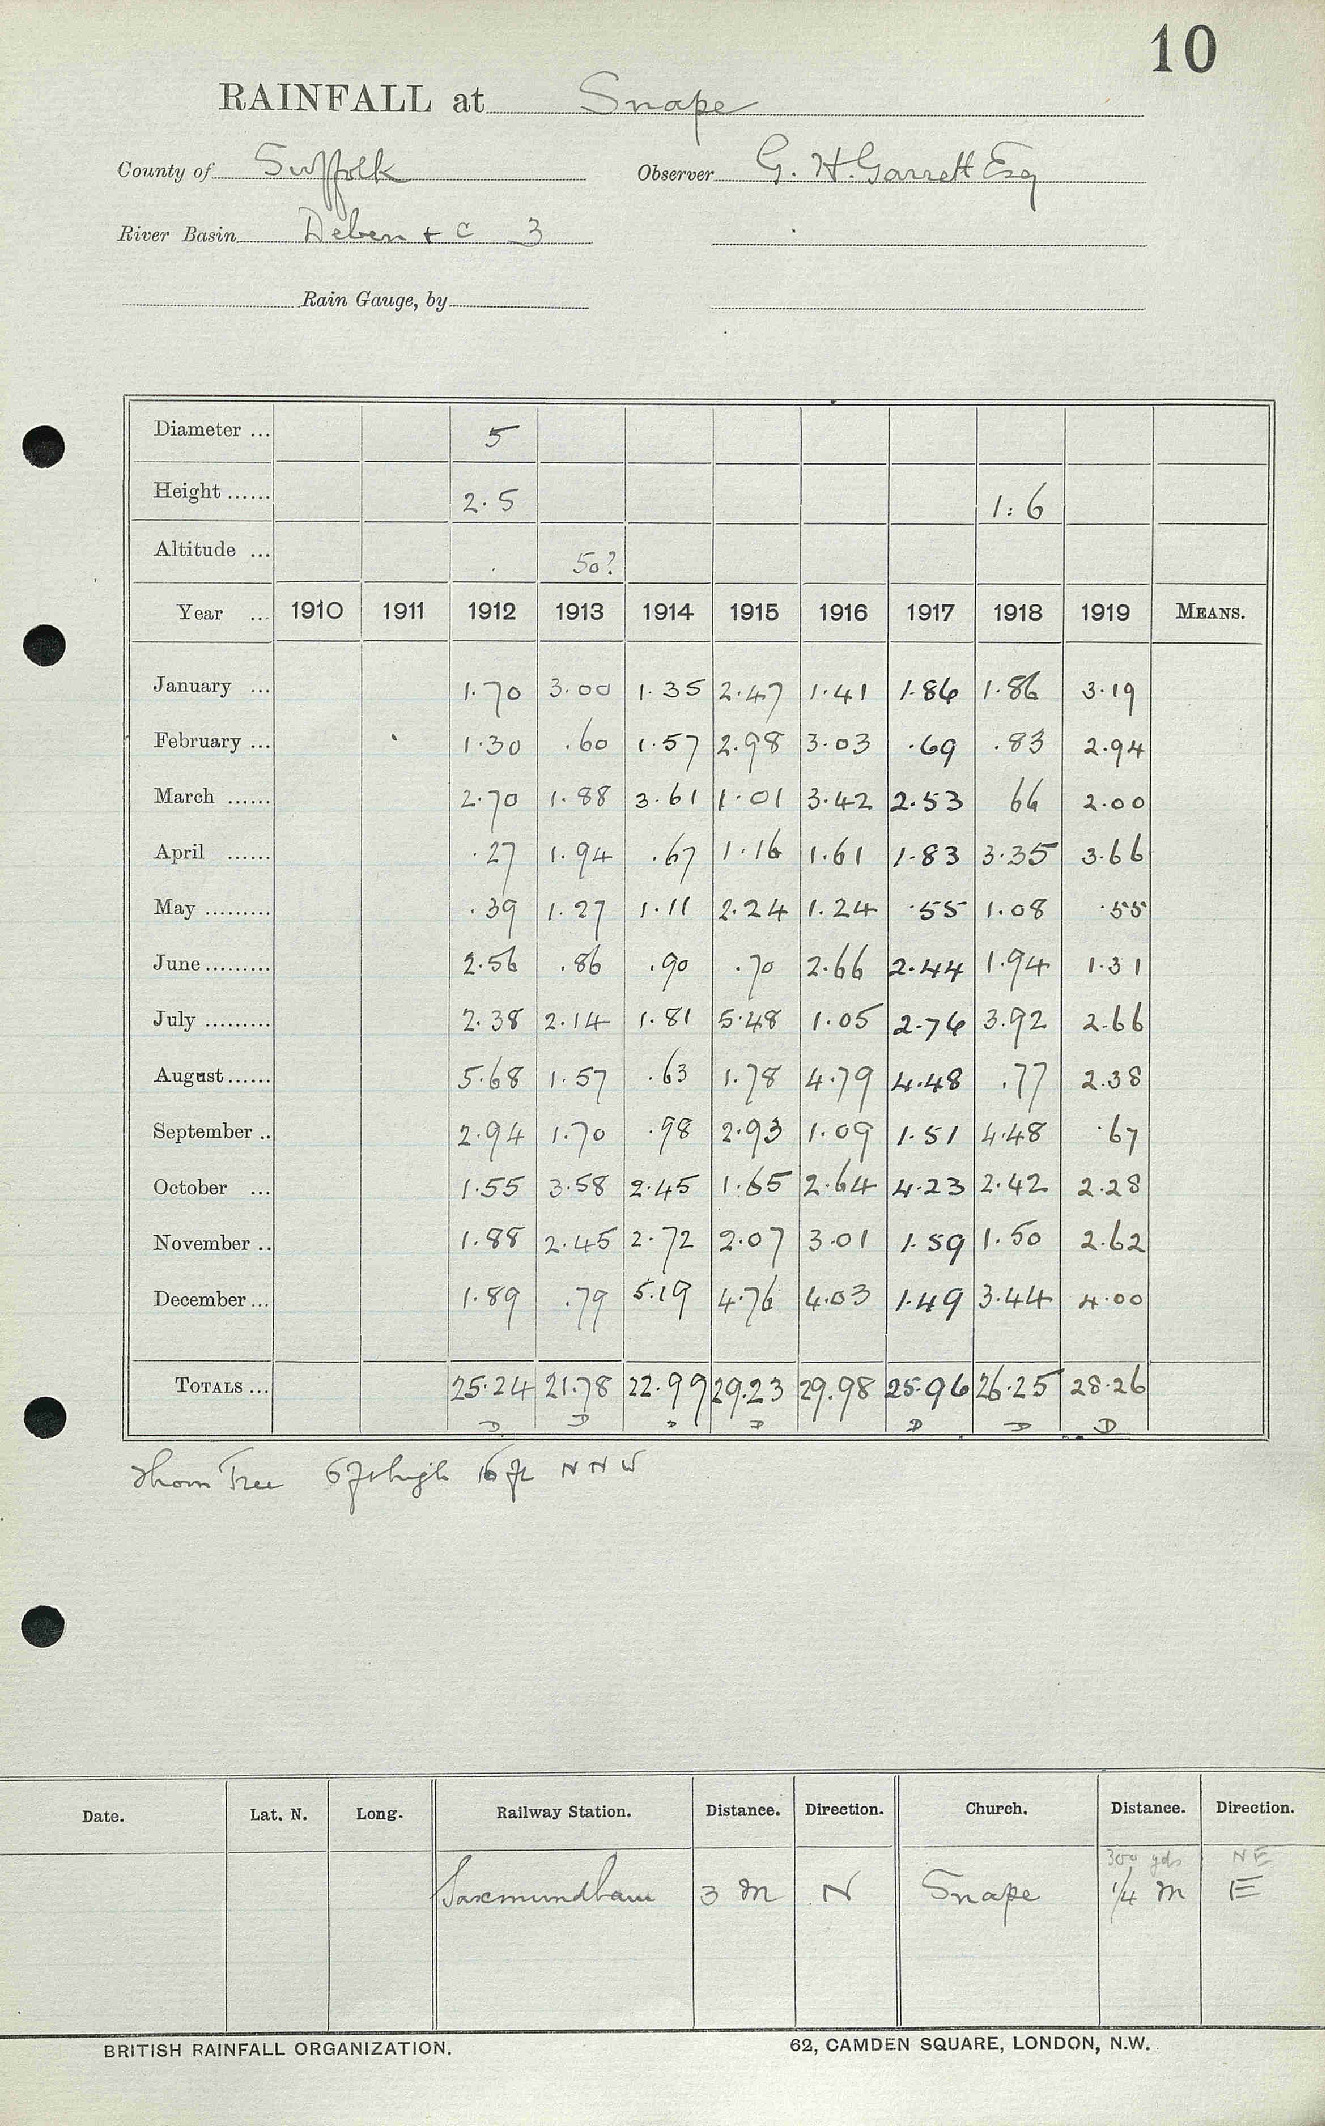 10
RAINFALL at Snape
County of Suffolk Observer G. H. Garrett Esq
River Basin Deben + c 3
Rain Gauge, by
Diameter ... 5
Height ...... 2.5 1:6
Altitude ... 50?
Year ... 1910 1911 1912 1913 1914 1915 1916 1917 1918 1919 MEANS.
January ... 1.70 3.00 1.35 2.47 1.41 1.86 1.86 3.19
February ... 1.30 .60 1.57 2.98 3.03 .69 .83 2.94
March ...... 2.70 1.88 3.61 1.01 3.42 2.53 66 2.00
April ...... .27 1.94 .67 1.16 1.61 1.83 3.35 3.66
May ......... .39 1.27 1.11 2.24 1.24 .55 1.08 .55
June ......... 2.56 .86 .90 .70 2.66 2.44 1.94 1.31
July ......... 2.38 2.14 1.81 5.48 1.05 2.76 3.92 2.66
August...... 5.68 1.57 .63 1.78 4.79 4.48 .77 2.38
September .. 2.94 1.70 .98 2.93 1.09 1.51 4.48 .67
October ... 1.55 3.58 2.45 1.65 2.64 4.23 2.42 2.28
November .. 1.88 2.45 2.72 2.07 3.01 1.59 1.50 2.62
December ... 1.89 .79 5.19 4.76 4.03 1.49 3.44 4.00
TOTALS ... 25.24 21.78 22.99 29.23 29.98 25.96 26.25 28.26
D D D D D D D
Thorn Tree 6 ft high 16 ft N N W
Date. Lat. N. Long. Railway Station. Distance. Direction. Church. Distance. Direction.
300 yds NE
Saxmundham 3 m N Snape 1/4 m E
BRITISH RAINFALL ORGANIZATION. 62, CAMDEN SQUARE, LONDON, N.W.